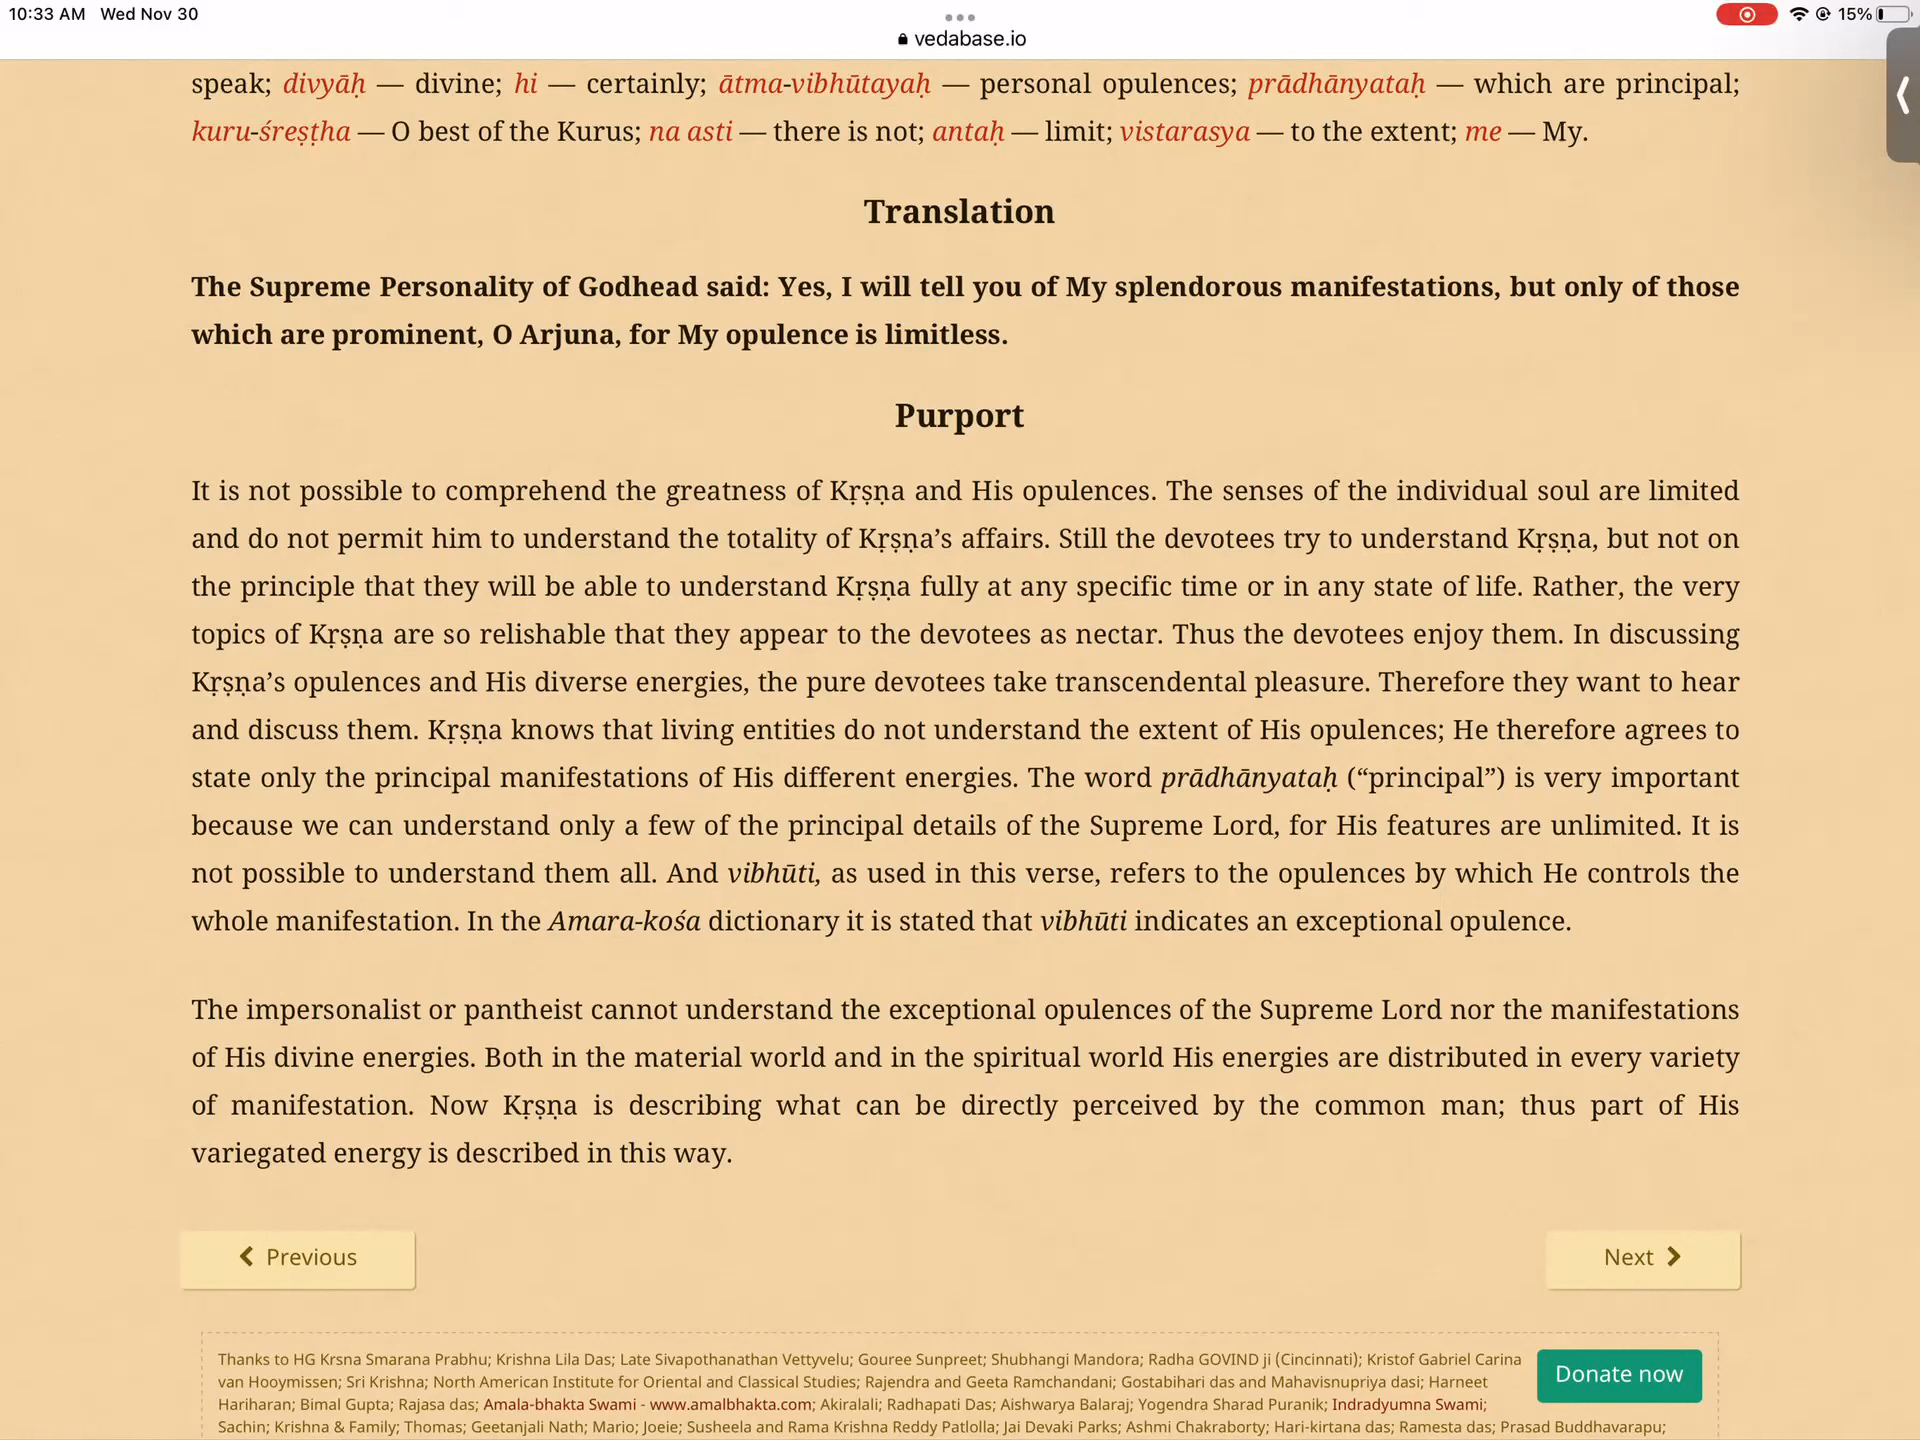 10:33 AM Wed Nov 30
15%
vedabase.io
speak; divyāḥ — divine; hi — certainly; ātma-vibhūtayaḥ — personal opulences; prādhānyataḥ — which are principal;
kuru-śreṣṭha — O best of the Kurus; na asti — there is not; antaḥ — limit; vistarasya — to the extent; me — My.
Translation
The Supreme Personality of Godhead said: Yes, I will tell you of My splendorous manifestations, but only of those
which are prominent, O Arjuna, for My opulence is limitless.
Purport
It is not possible to comprehend the greatness of Kṛṣṇa and His opulences. The senses of the individual soul are limited
and do not permit him to understand the totality of Kṛṣṇa’s affairs. Still the devotees try to understand Kṛṣṇa, but not on
the principle that they will be able to understand Kṛṣṇa fully at any specific time or in any state of life. Rather, the very
topics of Kṛṣṇa are so relishable that they appear to the devotees as nectar. Thus the devotees enjoy them. In discussing
Kṛṣṇa’s opulences and His diverse energies, the pure devotees take transcendental pleasure. Therefore they want to hear
and discuss them. Kṛṣṇa knows that living entities do not understand the extent of His opulences; He therefore agrees to
state only the principal manifestations of His different energies. The word prādhānyataḥ (“principal”) is very important
because we can understand only a few of the principal details of the Supreme Lord, for His features are unlimited. It is
not possible to understand them all. And vibhūti, as used in this verse, refers to the opulences by which He controls the
whole manifestation. In the Amara-kośa dictionary it is stated that vibhūti indicates an exceptional opulence.
The impersonalist or pantheist cannot understand the exceptional opulences of the Supreme Lord nor the manifestations
of His divine energies. Both in the material world and in the spiritual world His energies are distributed in every variety
of manifestation. Now Kṛṣṇa is describing what can be directly perceived by the common man; thus part of His
variegated energy is described in this way.
Previous
Next
Thanks to HG Krsna Smarana Prabhu; Krishna Lila Das; Late Sivapothanathan Vettyvelu; Gouree Sunpreet; Shubhangi Mandora; Radha GOVIND ji (Cincinnati); Kristof Gabriel Carina
van Hooymissen; Sri Krishna; North American Institute for Oriental and Classical Studies; Rajendra and Geeta Ramchandani; Gostabihari das and Mahavisnupriya dasi; Harneet
Hariharan; Bimal Gupta; Rajasa das; Amala-bhakta Swami - www.amalbhakta.com; Akiralali; Radhapati Das; Aishwarya Balaraj; Yogendra Sharad Puranik; Indradyumna Swami;
Sachin; Krishna & Family; Thomas; Geetanjali Nath; Mario; Joeie; Susheela and Rama Krishna Reddy Patlolla; Jai Devaki Parks; Ashmi Chakraborty; Hari-kirtana das; Ramesta das; Prasad Buddhavarapu;
Donate now